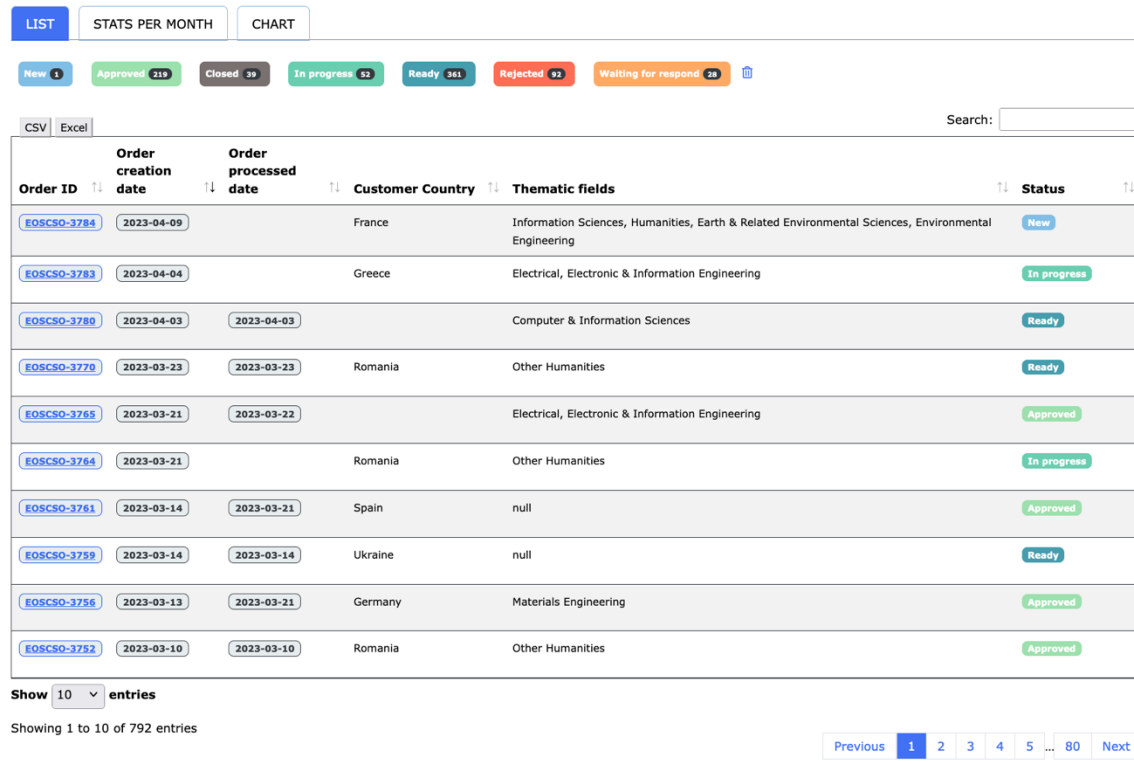 LIST STATS PER MONTH CHART
New 1 Approved 219 Closed 39 In progress 52 Ready 361 Rejected 92 Waiting for respond 28
Search:
CSV Excel
Order ID Order creation date Order processed date Customer Country Thematic fields Status
EOSCSO-3784 2023-04-09 France Information Sciences, Humanities, Earth & Related Environmental Sciences, Environmental New
Engineering
EOSCSO-3783 2023-04-04 Greece Electrical, Electronic & Information Engineering In progress
EOSCSO-3780 2023-04-03 2023-04-03 Computer & Information Sciences Ready
EOSCSO-3770 2023-03-23 2023-03-23 Romania Other Humanities Ready
EOSCSO-3765 2023-03-21 2023-03-22 Electrical, Electronic & Information Engineering Approved
EOSCSO-3764 2023-03-21 Romania Other Humanities In progress
EOSCSO-3761 2023-03-14 2023-03-21 Spain null Approved
EOSCSO-3759 2023-03-14 2023-03-14 Ukraine null Ready
EOSCSO-3756 2023-03-13 2023-03-21 Germany Materials Engineering Approved
EOSCSO-3752 2023-03-10 2023-03-10 Romania Other Humanities Approved
Show 10 entries
Showing 1 to 10 of 792 entries
Previous 1 2 3 4 5 … 80 Next